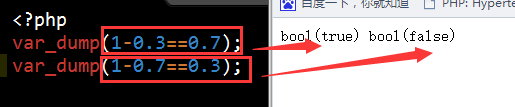 <?php
var_dump(1-0.3==0.7);
var_dump(1-0.7==0.3);
百度一下，你就知道
PHP: Hyperte
bool(true) bool(false)